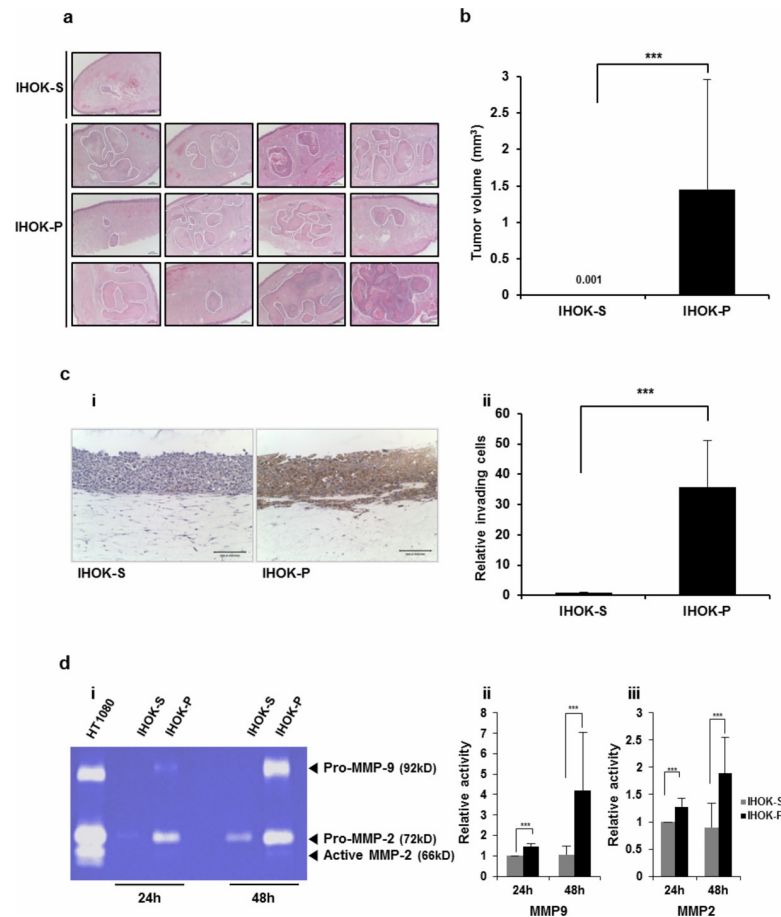 a
IHOK-S
IHOK-P
b
***
Tumor volume (mm³)
3
2.5
2
1.5
1
0.5
0
0.001
IHOK-S
IHOK-P
c
i
IHOK-S
IHOK-P
ii
***
Relative invading cells
60
50
40
30
20
10
0
IHOK-S
IHOK-P
d
i
HT1080
IHOK-S
IHOK-P
IHOK-S
IHOK-P
Pro-MMP-9 (92kD)
Pro-MMP-2 (72kD)
Active MMP-2 (66kD)
24h
48h
ii
Relative activity
8
7
6
5
4
3
2
1
0
***
***
24h
48h
MMP9
iii
Relative activity
3
2.5
2
1.5
1
0.5
0
***
***
24h
48h
MMP2
IHOK-S
IHOK-P